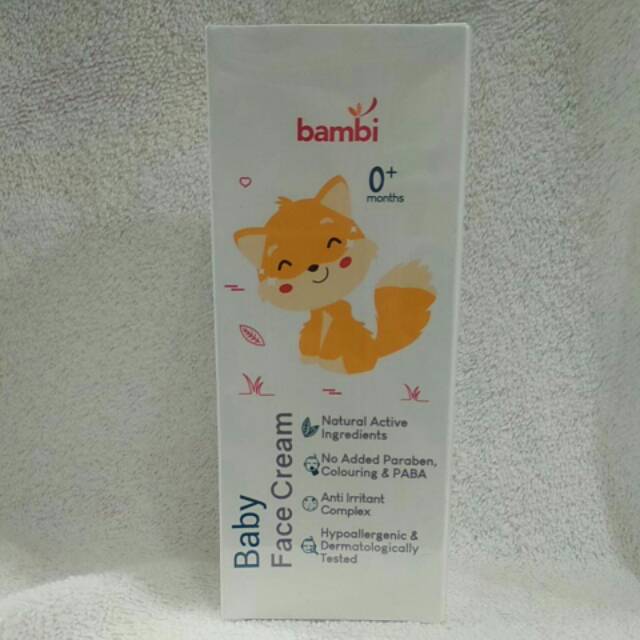 bambi
0+
months
Baby
Face Cream
Natural Active
Ingredients
No Added Paraben,
Colouring & PABA
Anti Irritant
Complex
Hypoallergenic &
Dermatologically
Tested